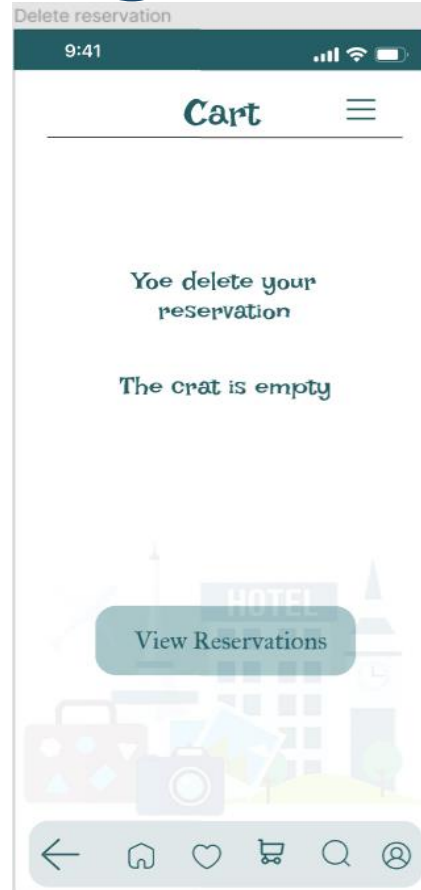 Delete reservation
9:41
Cart
Yoe delete your
reservation
The crat is empty
HOTEL
View Reservations